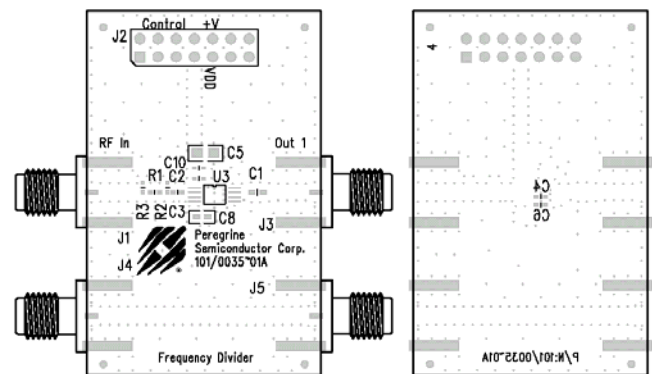 Control +V
J2
VDD
RF In
Out 1
C10
C5
R1 C2
U3
C1
R3
R2
C3
C8
J1
J3
Peregrine
Semiconductor Corp.
101/0035~01A
J4
J5
Frequency Divider
4
C4
C6
P/N:101/0035~01A